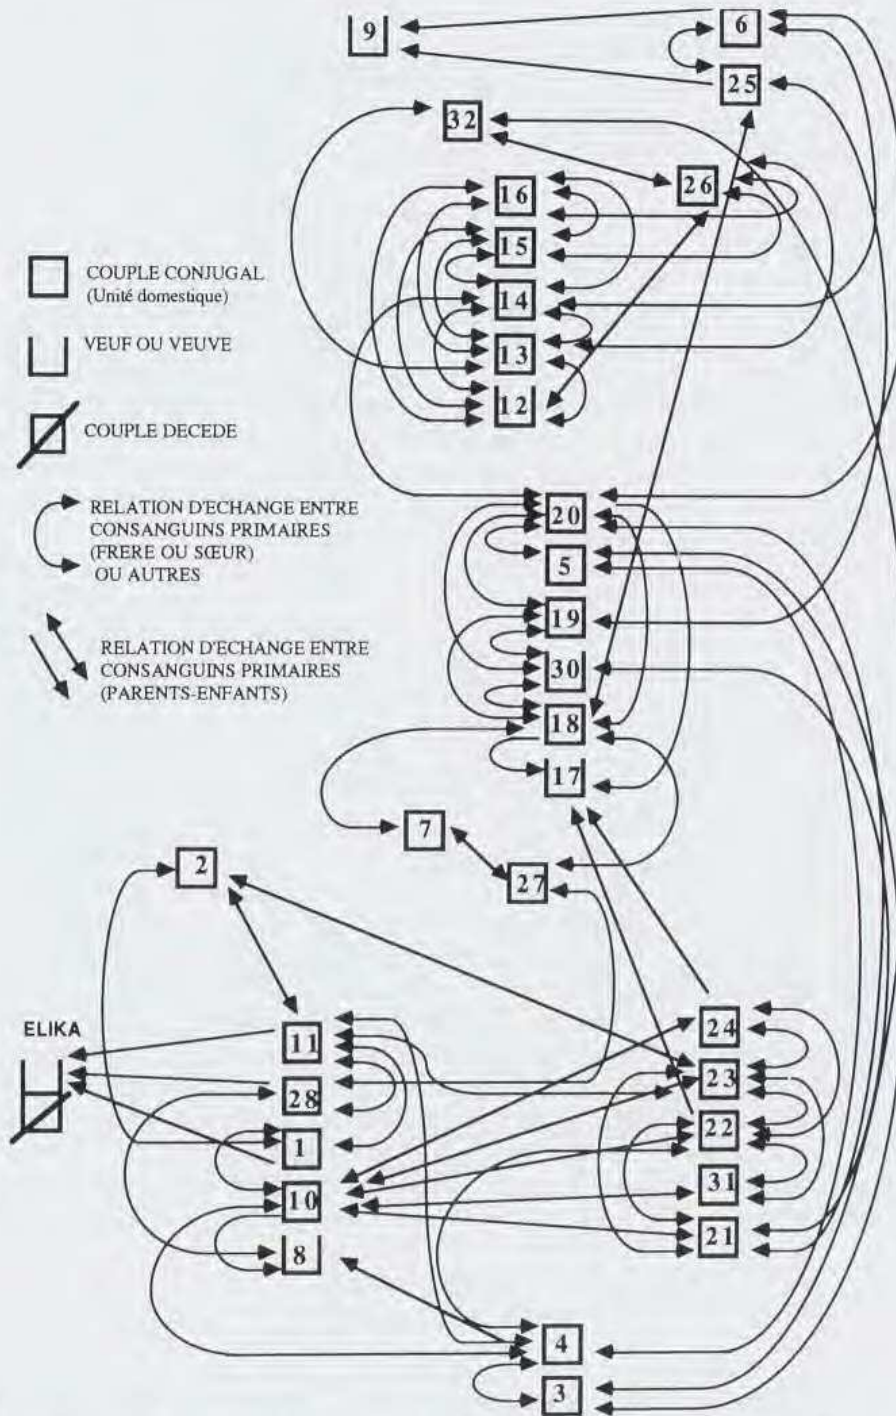 9
6
25
32
26
16
15
14
13
12
COUPLE CONJUGAL
(Unité domestique)
VEUF OU VEUVE
COUPLE DECEDE
RELATION D'ECHANGE ENTRE
CONSANGUINS PRIMAIRES
(FRERE OU SŒUR)
OU AUTRES
RELATION D'ECHANGE ENTRE
CONSANGUINS PRIMAIRES
(PARENTS-ENFANTS)
20
5
19
30
18
17
7
27
2
ELIKA
11
28
1
10
8
24
23
22
31
21
4
3